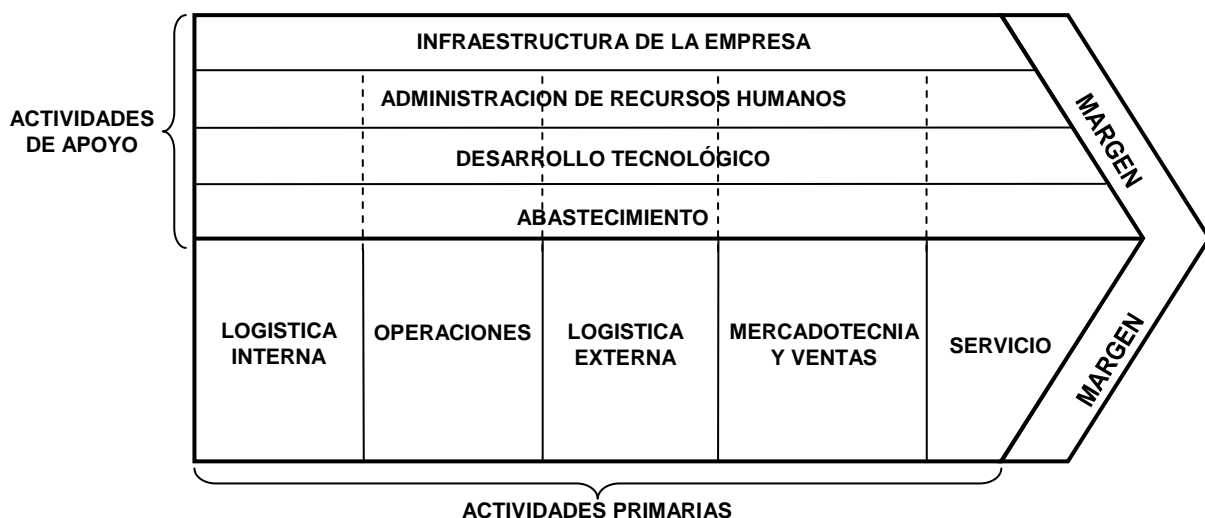 INFRAESTRUCTURA DE LA EMPRESA
ADMINISTRACION DE RECURSOS HUMANOS
ACTIVIDADES
DE APOYO
DESARROLLO TECNOLÓGICO
ABASTECIMIENTO
MARGEN
LOGISTICA
INTERNA
OPERACIONES
LOGISTICA
EXTERNA
MERCADOTECNIA
Y VENTAS
SERVICIO
MARGEN
ACTIVIDADES PRIMARIAS